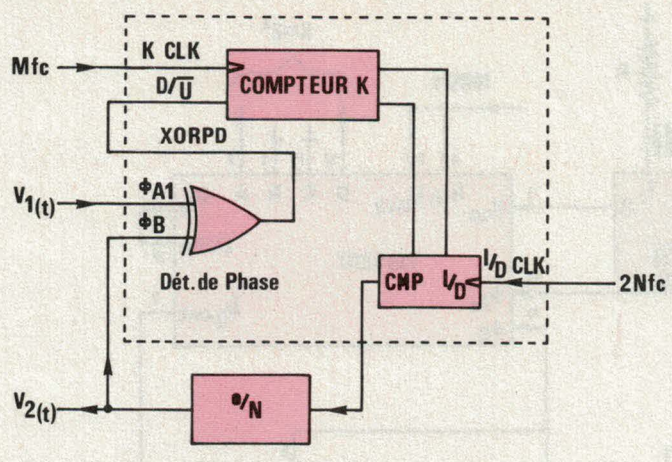 K CLK
Mfc
D/U̅
COMPTEUR K
XORPD
V1(t)
ΦA1
ΦB
Dét. de Phase
CMP I/D
I/D CLK
2Nfc
V2(t)
•/N